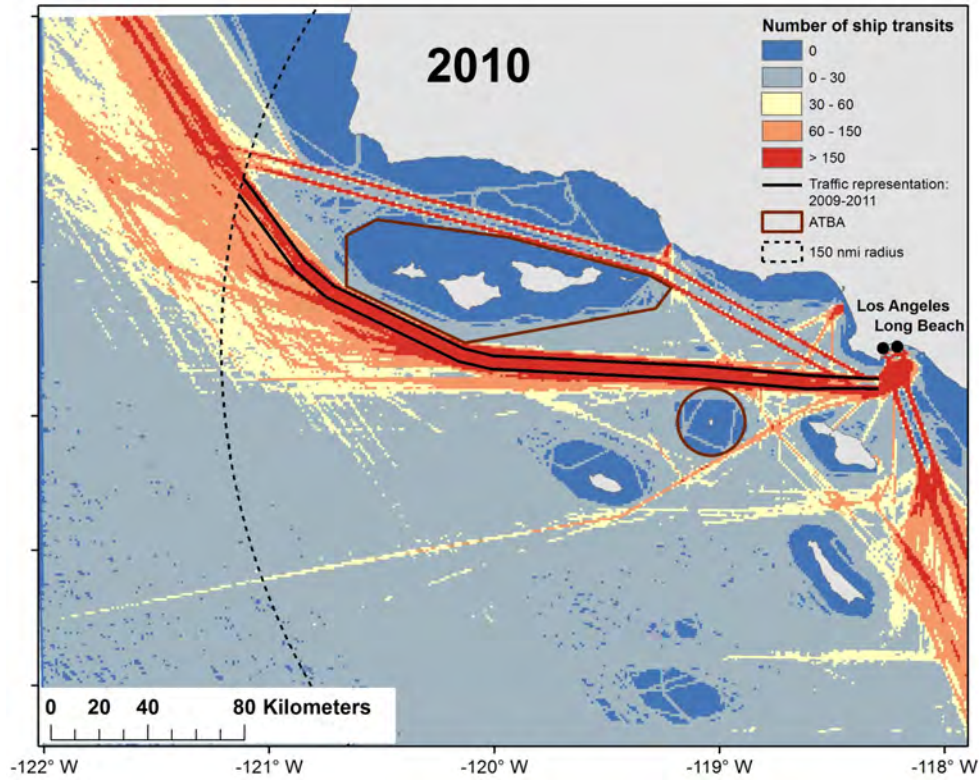 2010
Number of ship transits
0
0 - 30
30 - 60
60 - 150
> 150
Traffic representation:
2009-2011
ATBA
150 nmi radius
Los Angeles
Long Beach
0 20 40 80 Kilometers
-122° W -121° W -120° W -119° W -118° W